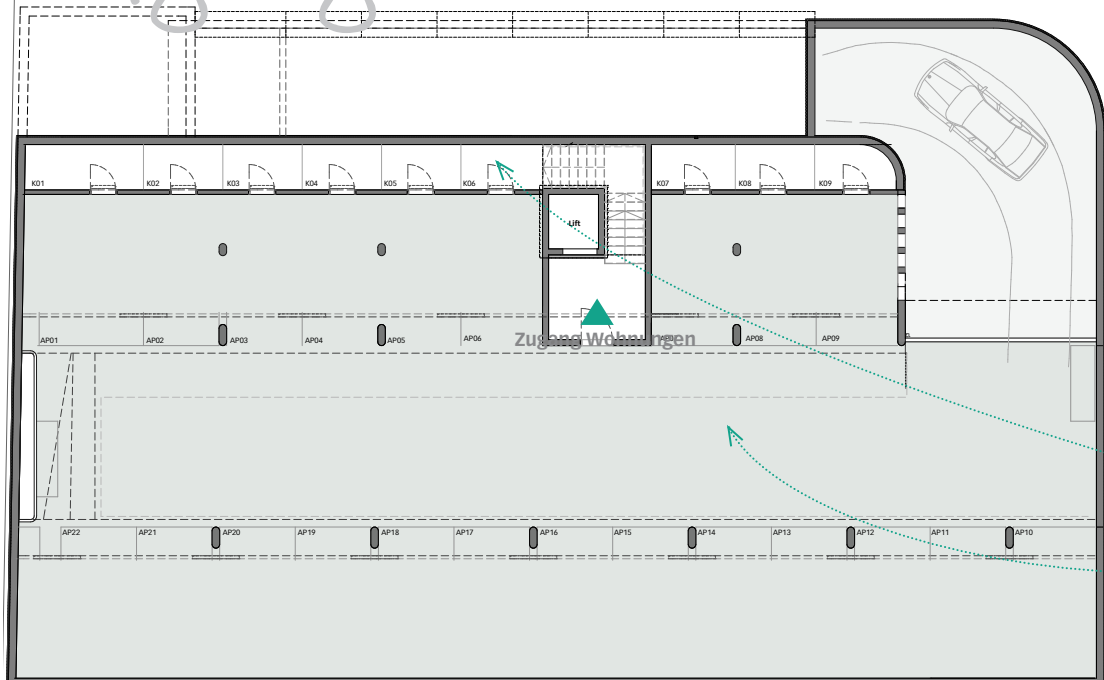 K01 K02 K03 K04 K05 K06 K07 K08 K09
Lift
AP01 AP02 AP03 AP04 AP05 AP06 AP08 AP09
Zugang Wohnungen
AP22 AP21 AP20 AP19 AP18 AP17 AP16 AP15 AP14 AP13 AP12 AP11 AP10